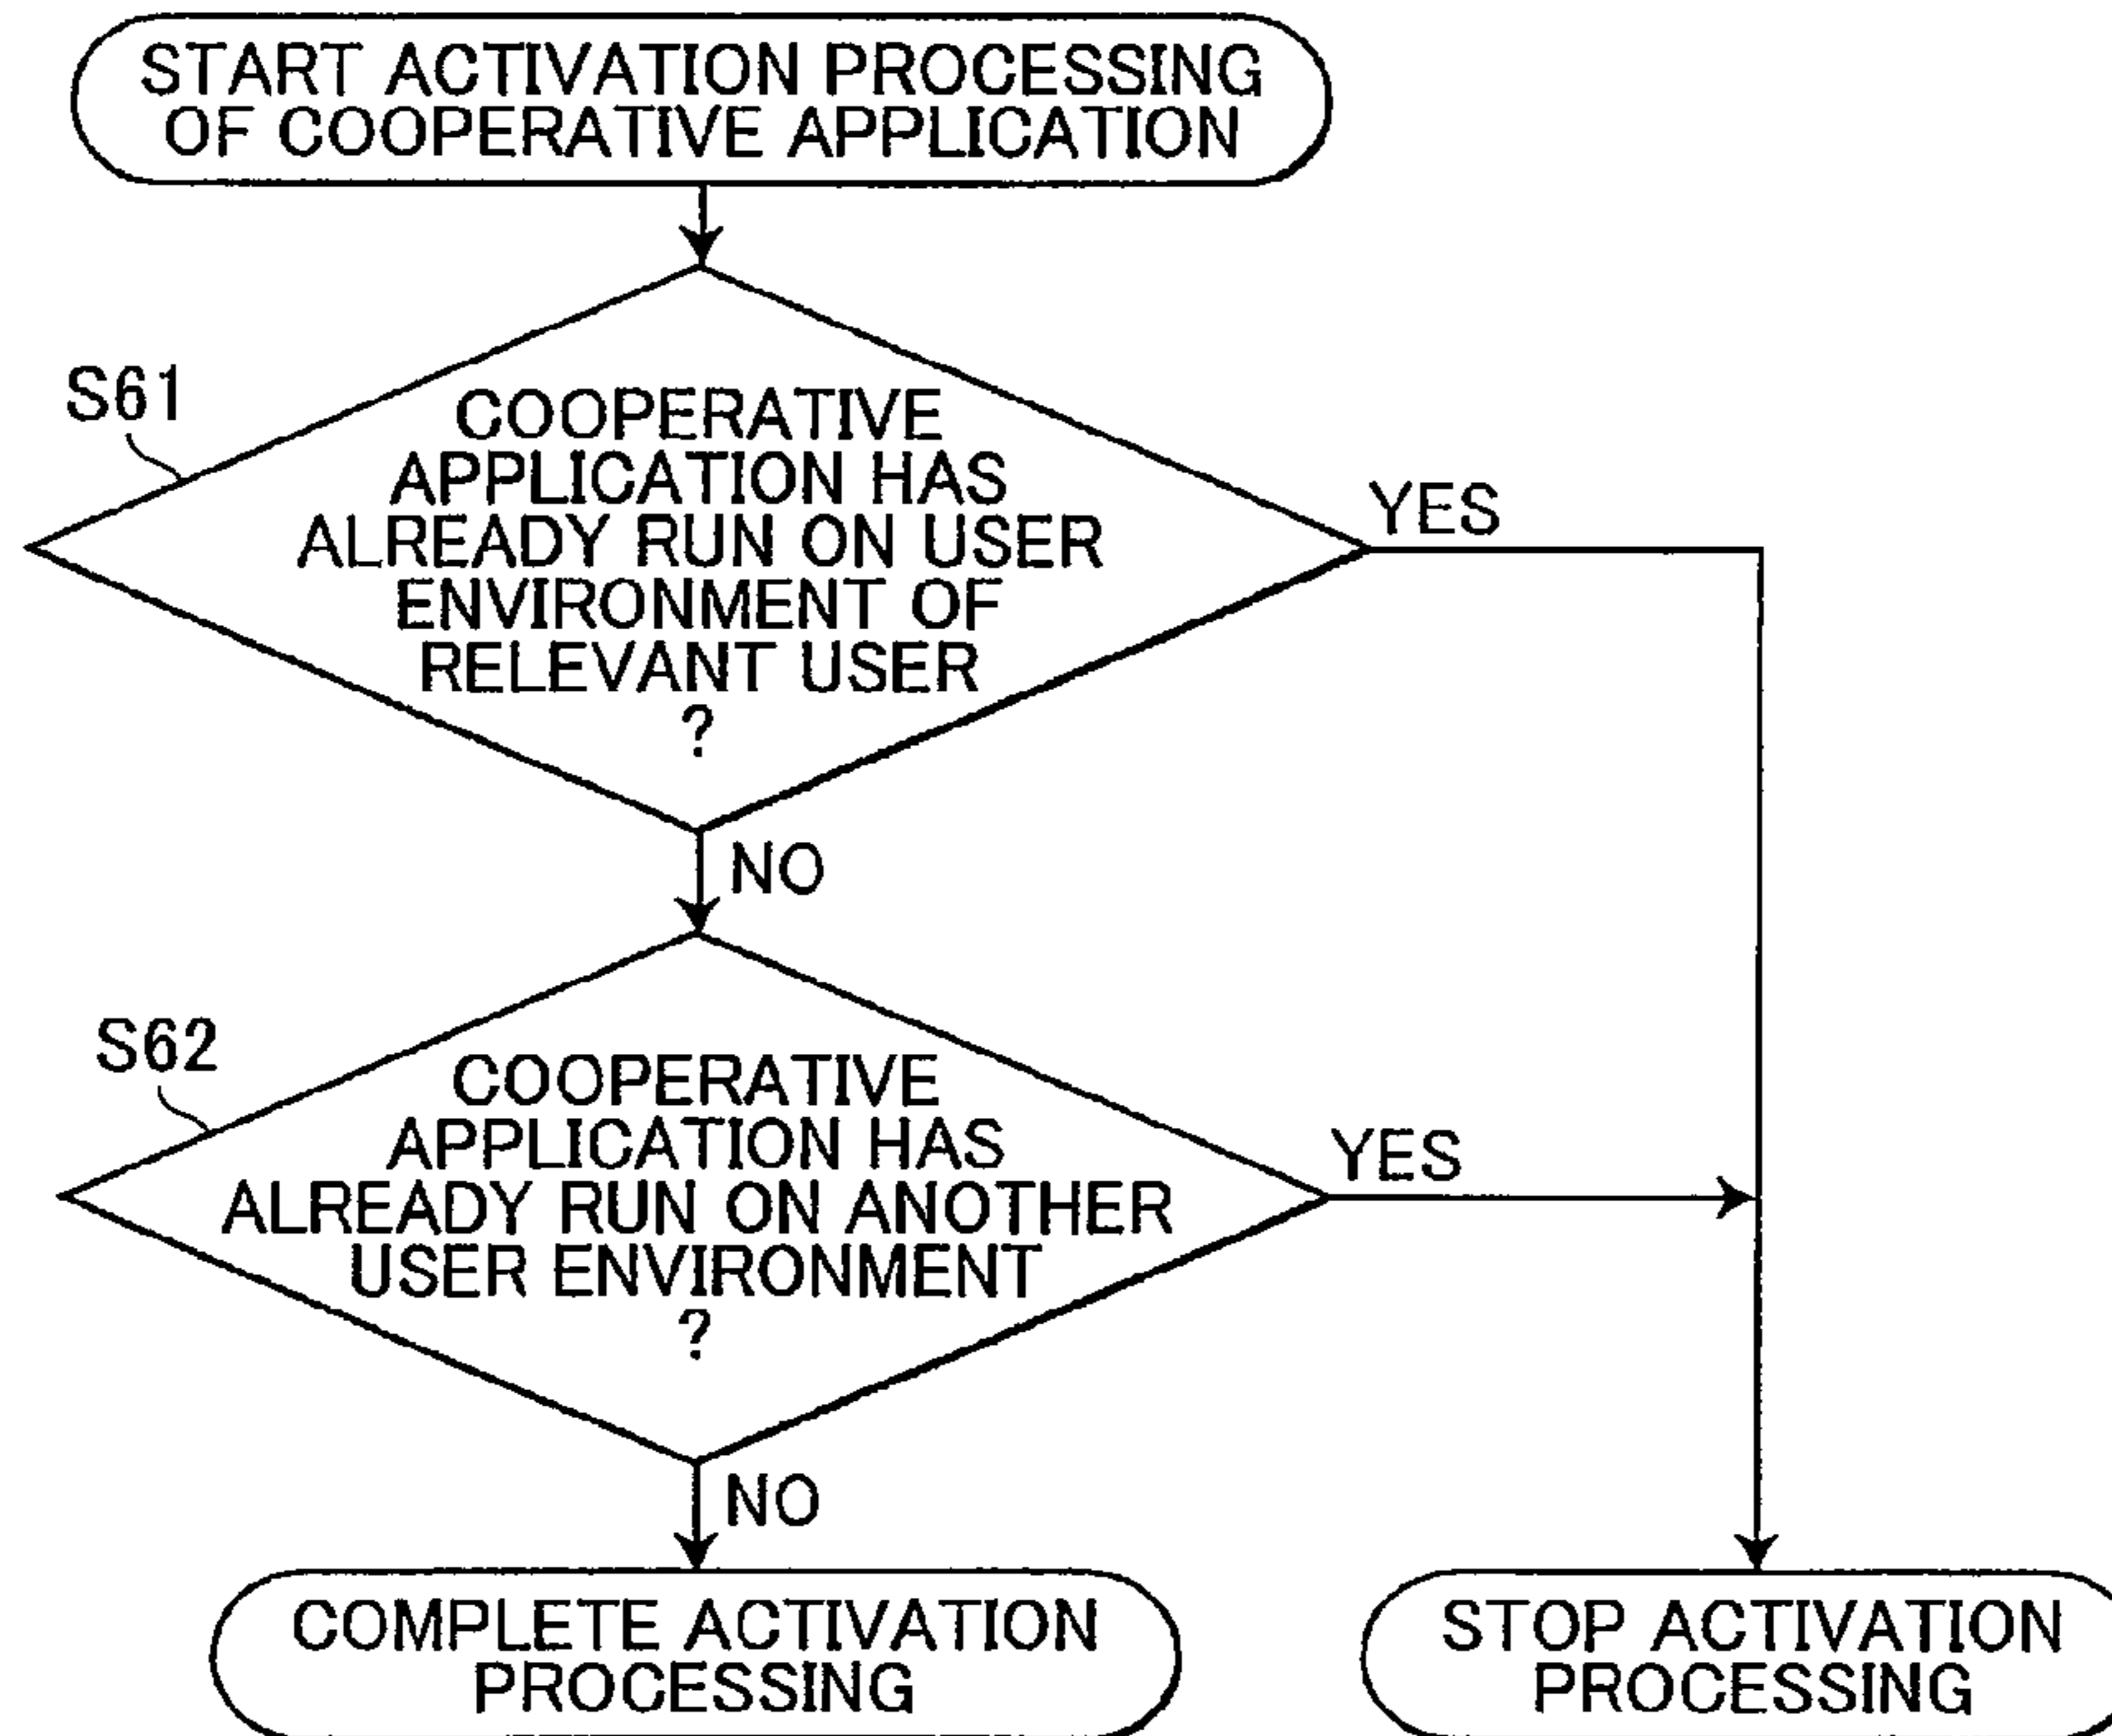 START ACTIVATION PROCESSING
OF COOPERATIVE APPLICATION
S61
COOPERATIVE
APPLICATION HAS
ALREADY RUN ON USER
ENVIRONMENT OF
RELEVANT USER
?
YES
NO
S62
COOPERATIVE
APPLICATION HAS
ALREADY RUN ON ANOTHER
USER ENVIRONMENT
?
YES
NO
COMPLETE ACTIVATION
PROCESSING
STOP ACTIVATION
PROCESSING